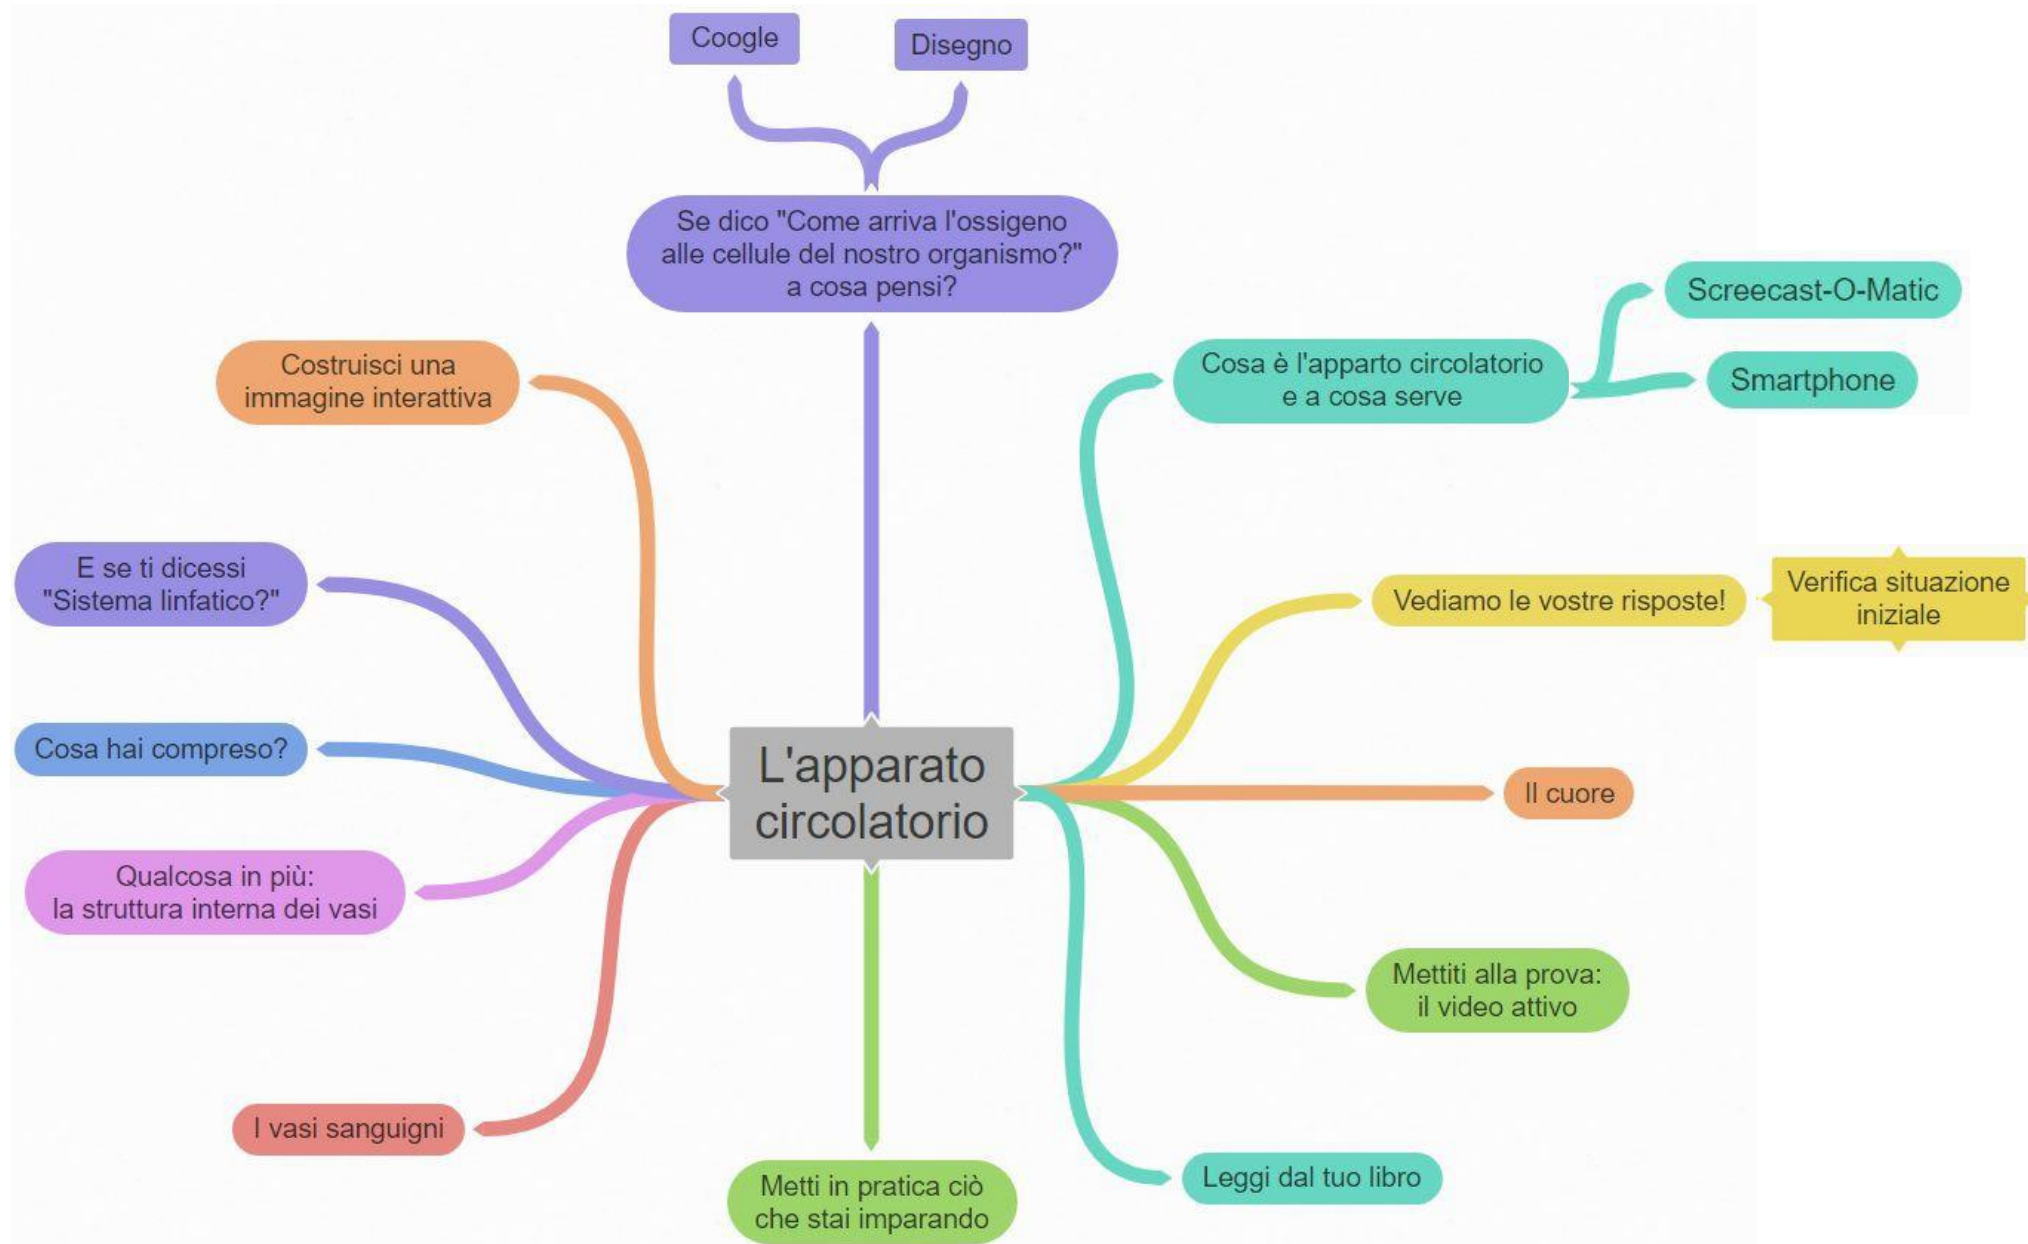 Coogle
Disegno
Se dico "Come arriva l'ossigeno
alle cellule del nostro organismo?"
a cosa pensi?
Screecast-O-Matic
Smartphone
Cosa è l'apparto circolatorio
e a cosa serve
Costruisci una
immagine interattiva
E se ti dicessi
"Sistema linfatico?"
Vediamo le vostre risposte!
Verifica situazione
iniziale
Cosa hai compreso?
L'apparato
circolatorio
Il cuore
Qualcosa in più:
la struttura interna dei vasi
Mettiti alla prova:
il video attivo
I vasi sanguigni
Leggi dal tuo libro
Metti in pratica ciò
che stai imparando